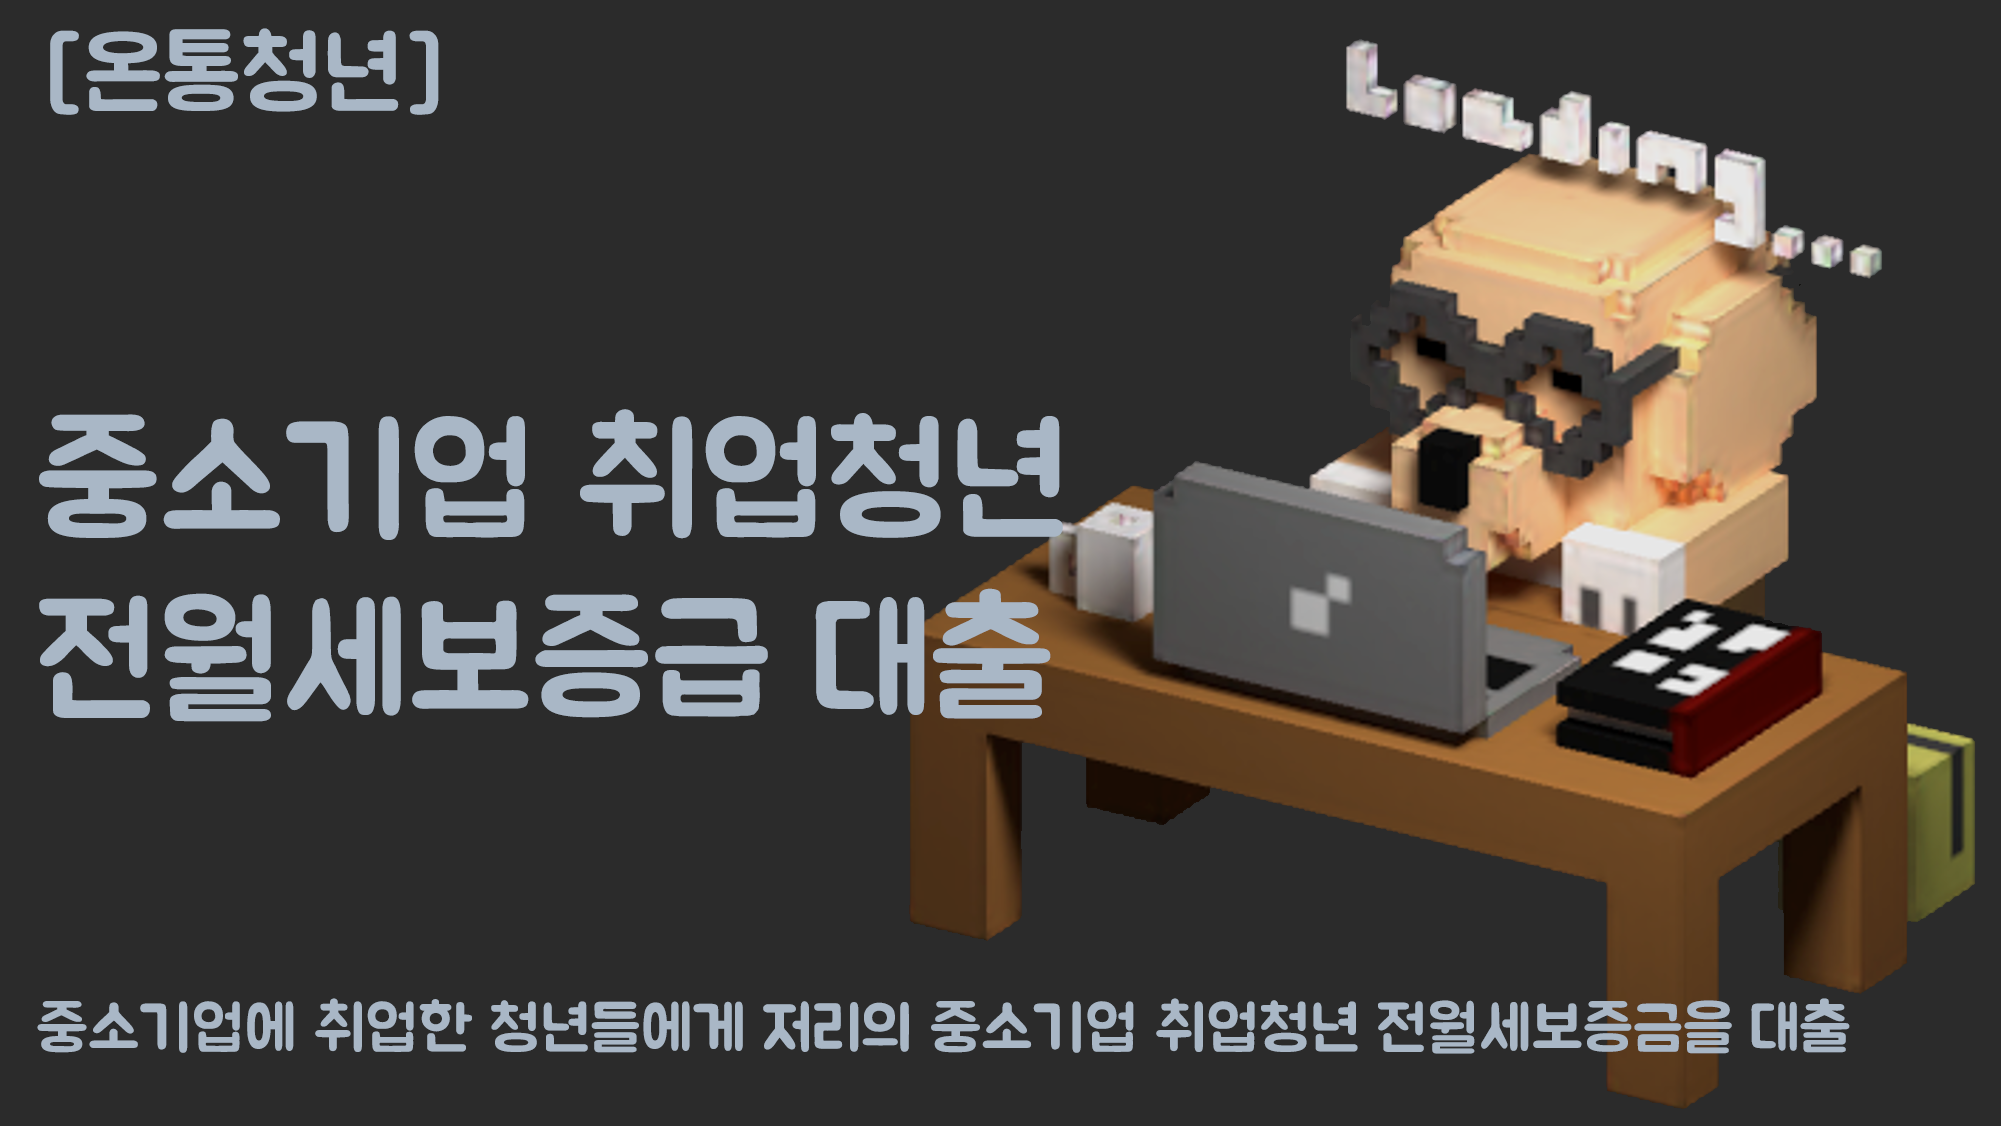 [온통청년]
Loading...
중소기업 취업청년
전월세보증급 대출
중소기업에 취업한 청년들에게 저리의 중소기업 취업청년 전월세보증금을 대출